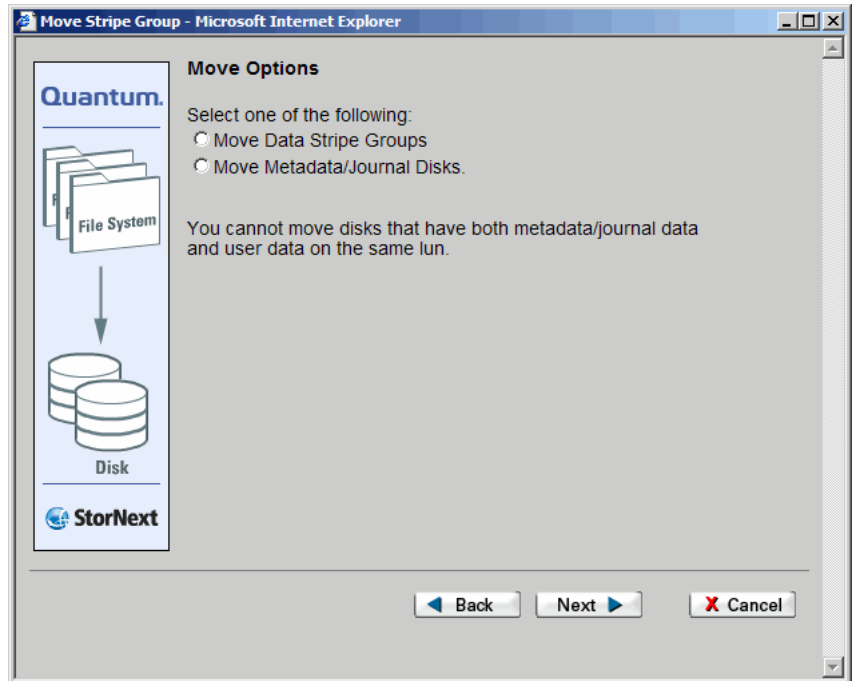 Move Stripe Group - Microsoft Internet Explorer
Quantum.
File System
Disk
StorNext
Move Options
Select one of the following:
Move Data Stripe Groups
Move Metadata/Journal Disks.
You cannot move disks that have both metadata/journal data
and user data on the same lun.
Back
Next
X Cancel